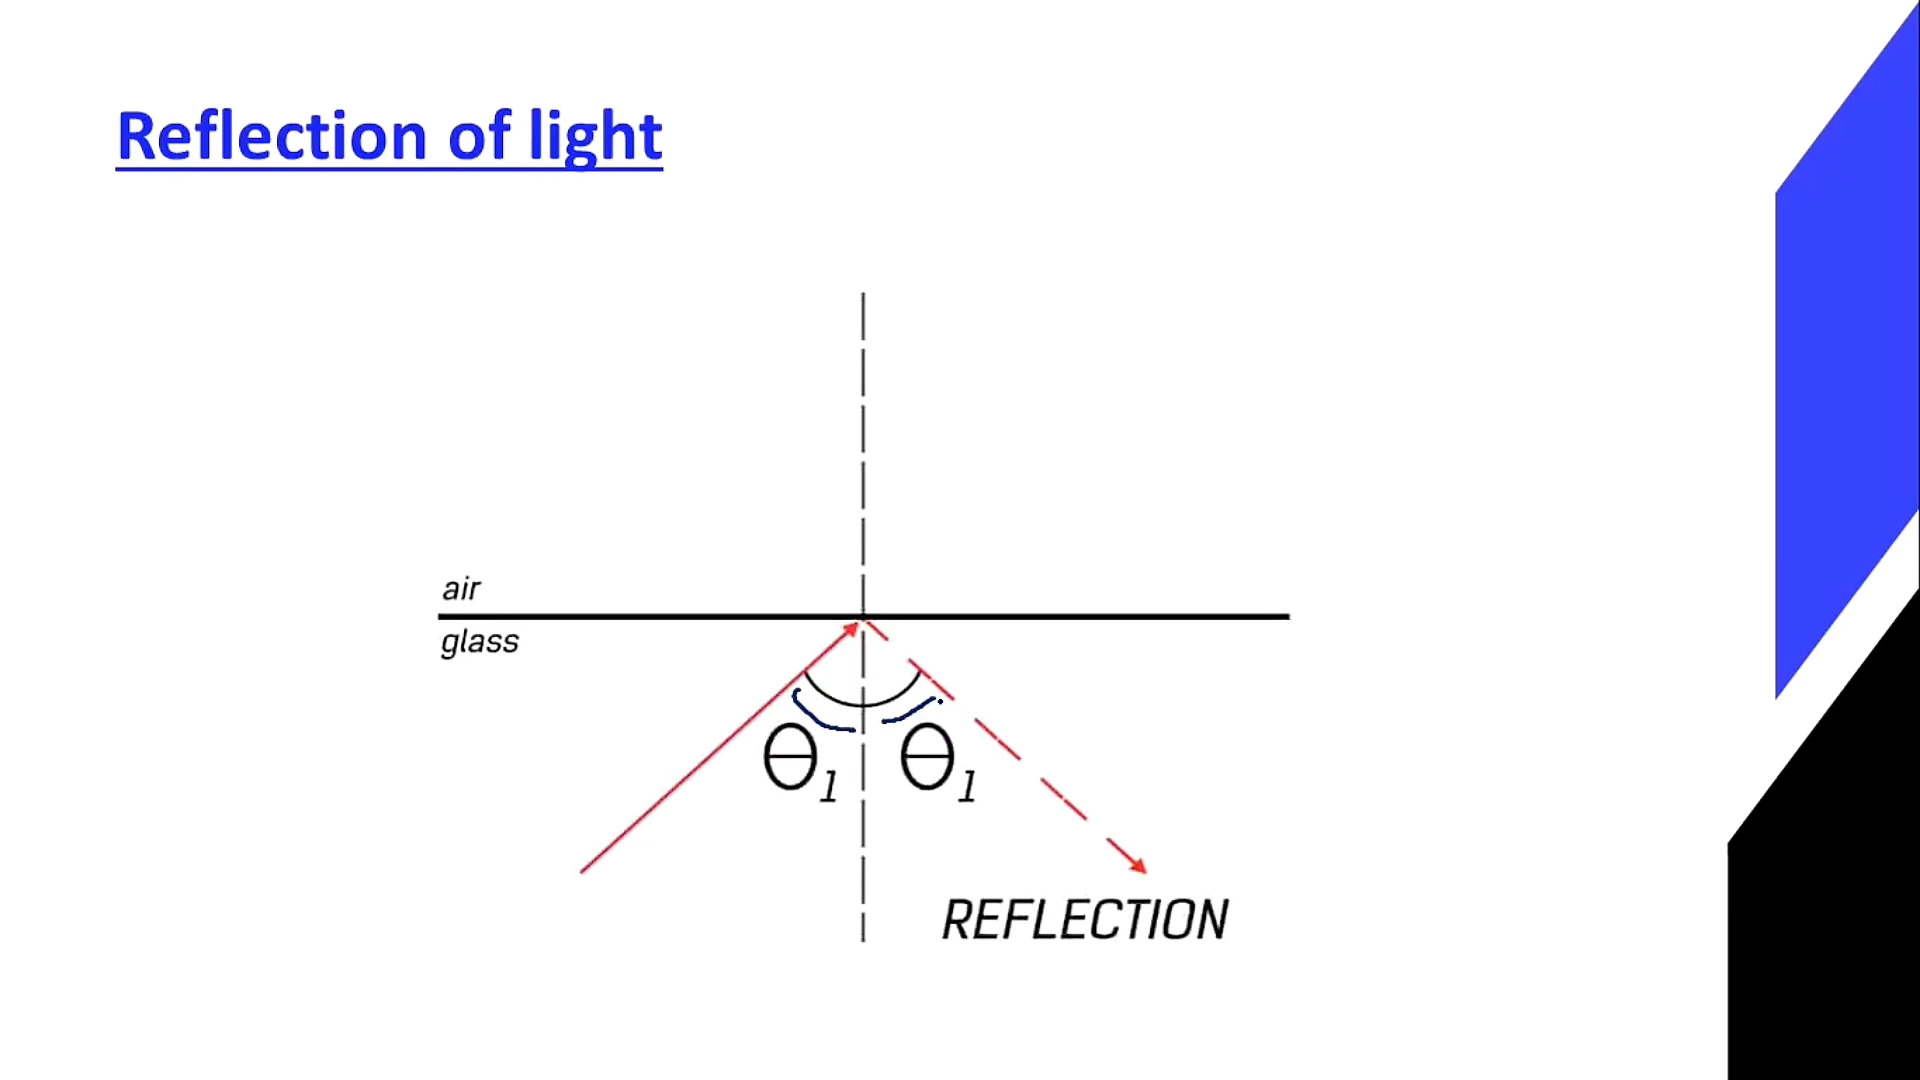 Reflection of light
air
glass
Θ1 Θ1
REFLECTION